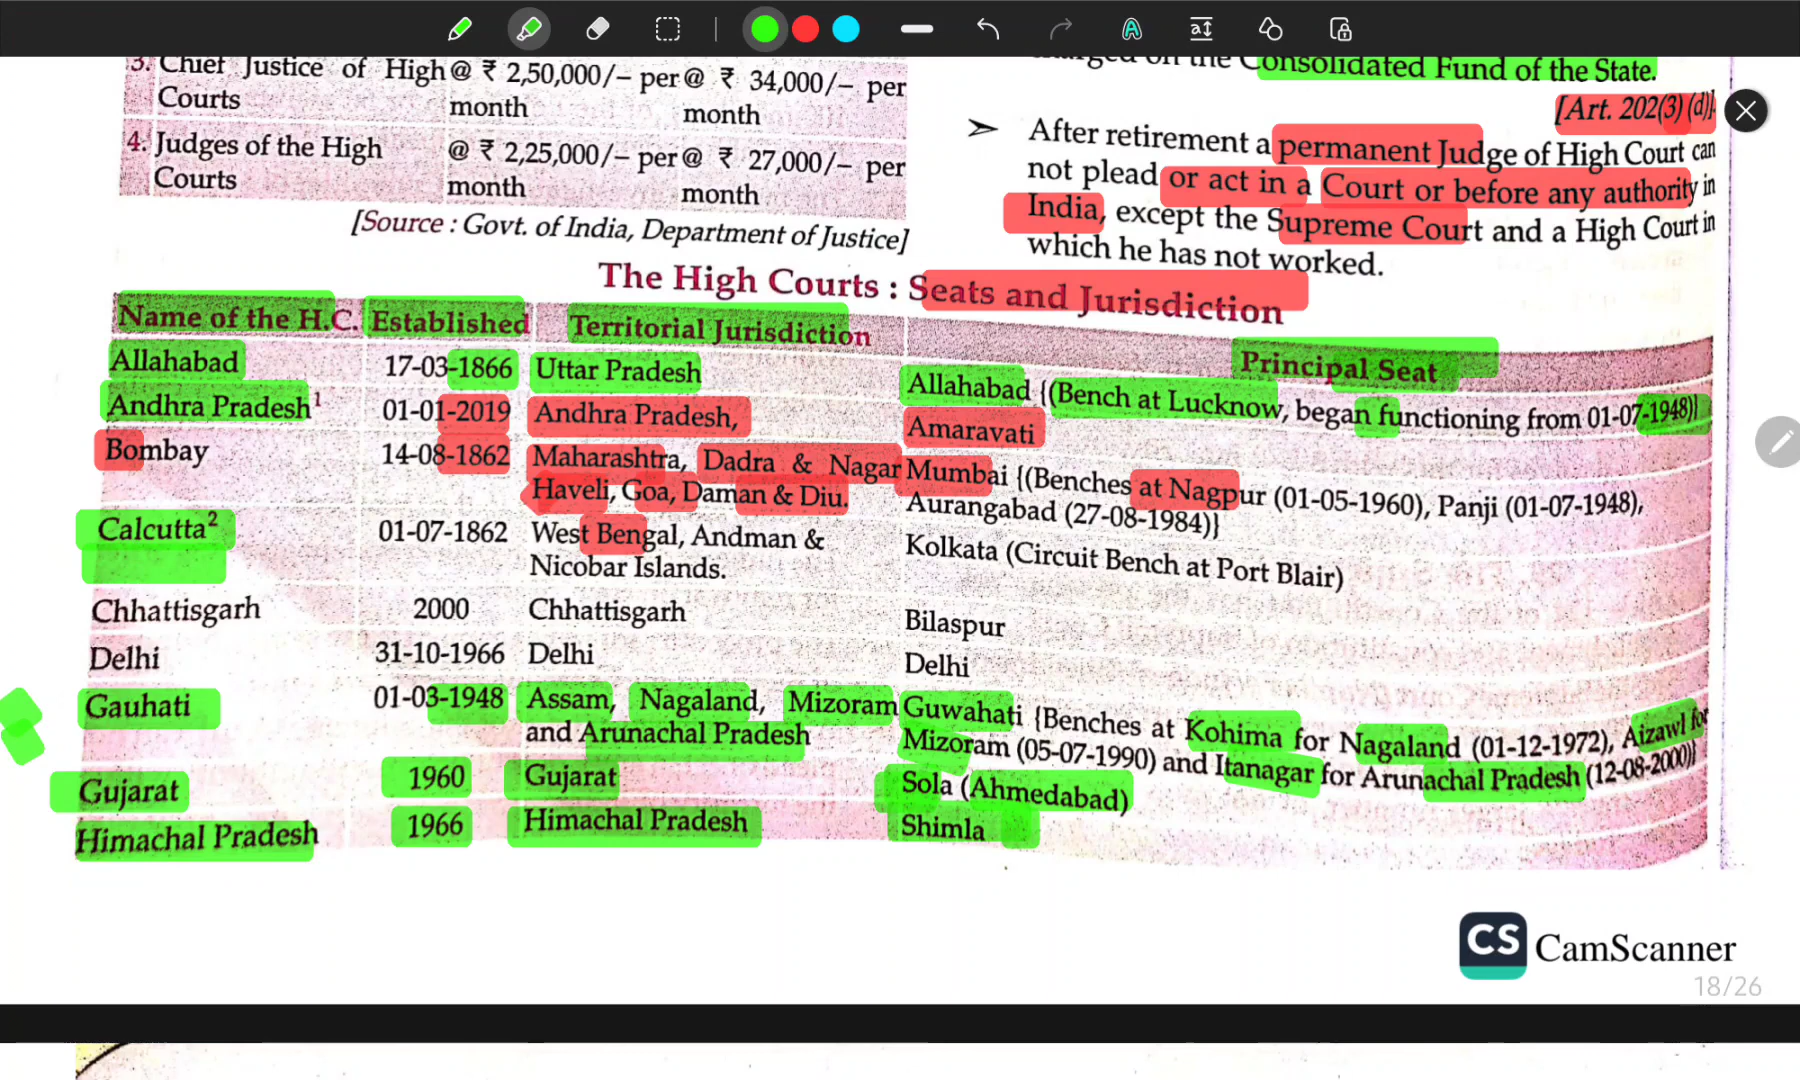 3. Chief Justice of High @ ₹ 2,50,000/– per @ ₹ 34,000/– per
Courts month month
4. Judges of the High @ ₹ 2,25,000/– per @ ₹ 27,000/– per
Courts month month
[Source : Govt. of India, Department of Justice]
on the Consolidated Fund of the State.
[Art. 202(3) (d)]
➢ After retirement a permanent Judge of High Court can
not plead or act in a Court or before any authority in
India, except the Supreme Court and a High Court in
which he has not worked.
The High Courts : Seats and Jurisdiction
Name of the H.C. Established Territorial Jurisdiction Principal Seat
Allahabad 17-03-1866 Uttar Pradesh Allahabad {(Bench at Lucknow, began functioning from 01-07-1948)}
Andhra Pradesh¹ 01-01-2019 Andhra Pradesh, Amaravati
Bombay 14-08-1862 Maharashtra, Dadra & Nagar Mumbai {(Benches at Nagpur (01-05-1960), Panji (01-07-1948),
Haveli, Goa, Daman & Diu. Aurangabad (27-08-1984)}
Calcutta² 01-07-1862 West Bengal, Andman & Kolkata (Circuit Bench at Port Blair)
Nicobar Islands.
Chhattisgarh 2000 Chhattisgarh Bilaspur
Delhi 31-10-1966 Delhi Delhi
Gauhati 01-03-1948 Assam, Nagaland, Mizoram Guwahati {Benches at Kohima for Nagaland (01-12-1972), Aizawl for
and Arunachal Pradesh Mizoram (05-07-1990) and Itanagar for Arunachal Pradesh (12-08-2000)}
Gujarat 1960 Gujarat Sola (Ahmedabad)
Himachal Pradesh 1966 Himachal Pradesh Shimla
CS CamScanner
18/26